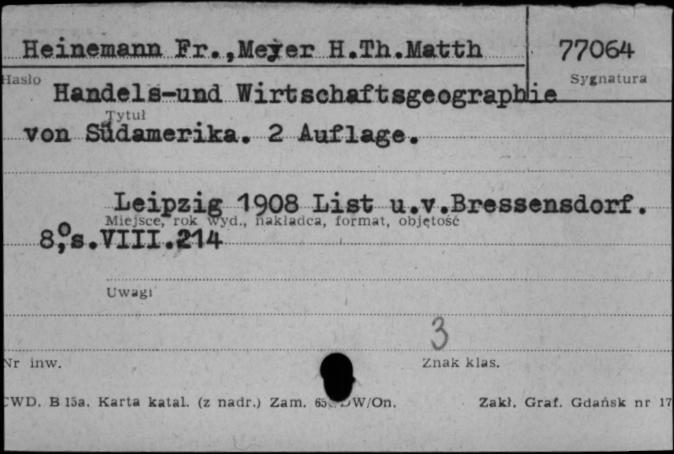 Heinemann Fr.,Meyer H.Th.Matth 77064
Hasło Sygnatura
Handels-und Wirtschaftsgeographie
Tytuł
von Südamerika. 2 Auflage.
Leipzig 1908 List u.v.Bressensdorf.
Miejsce, rok wyd., nakładca, format, objętość
8,°s.VIII.214
Uwagi
3
Nr inw. Znak klas.
CWD. B 15a. Karta katal. (z nadr.) Zam. DW/On. Zakł. Graf. Gdańsk nr 17